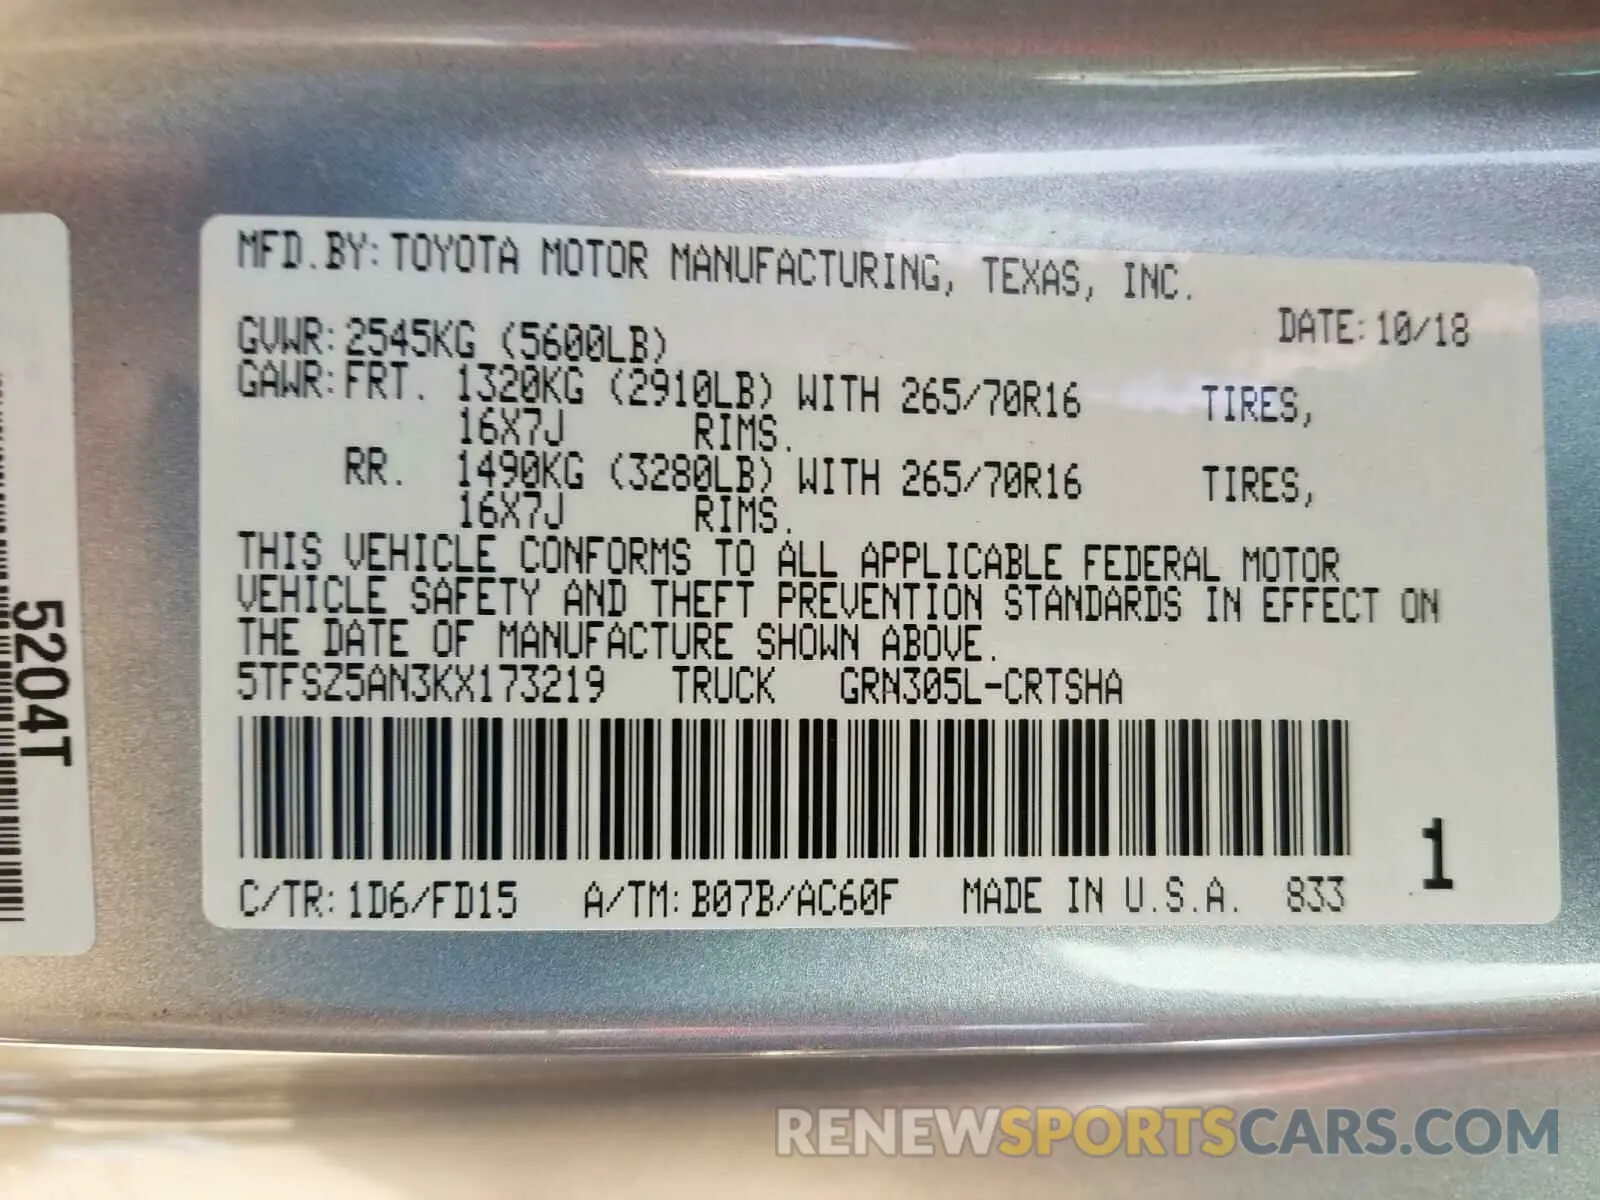 MFD.BY: TOYOTA MOTOR MANUFACTURING, TEXAS, INC.
DATE: 10/18
GVWR: 2545KG (5600LB)
GAWR: FRT. 1320KG (2910LB) WITH 265/70R16 TIRES,
16X7J RIMS.
RR. 1490KG (3280LB) WITH 265/70R16 TIRES,
16X7J RIMS.
THIS VEHICLE CONFORMS TO ALL APPLICABLE FEDERAL MOTOR
VEHICLE SAFETY AND THEFT PREVENTION STANDARDS IN EFFECT ON
THE DATE OF MANUFACTURE SHOWN ABOVE.
5TFSZ5AN3KX173219 TRUCK GRN305L-CRTSHA
1
C/TR: 1D6/FD15 A/TM: B07B/AC60F MADE IN U.S.A. 833
5204T
RENEWSPORTSCARS.COM